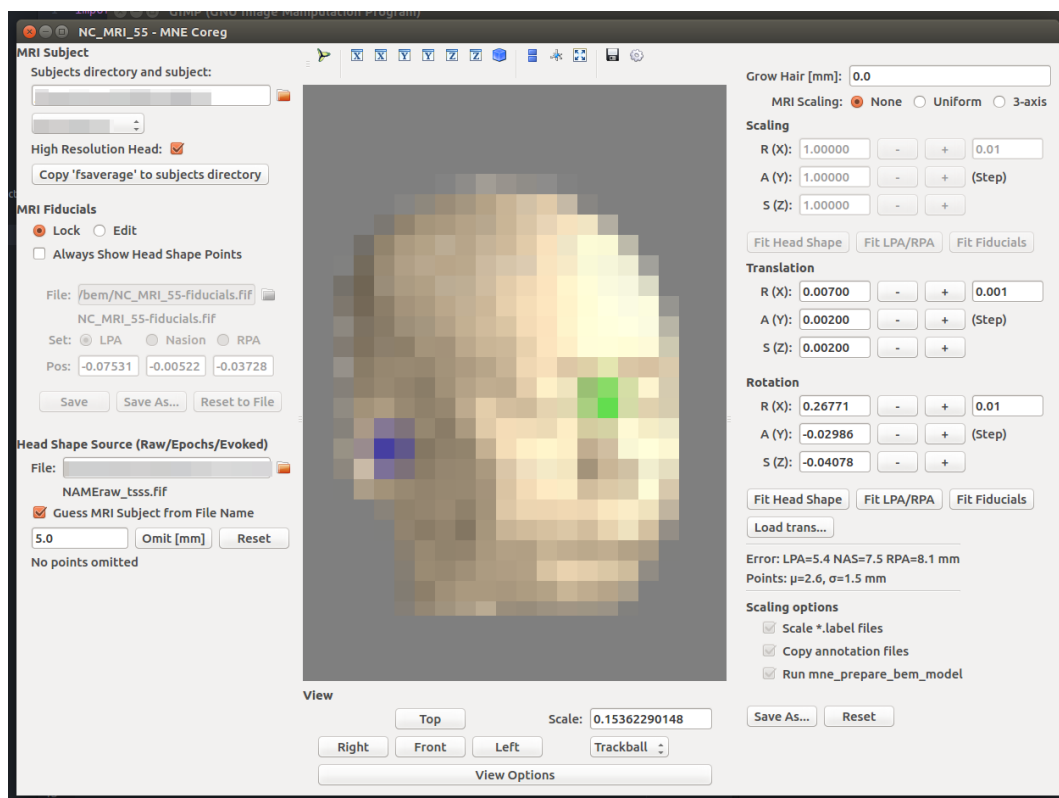 GIMP (GNU Image Manipulation Program)
NC_MRI_55 - MNE Coreg
MRI Subject
Subjects directory and subject:
High Resolution Head:
Copy 'fsaverage' to subjects directory
MRI Fiducials
Lock Edit
Always Show Head Shape Points
File: /bem/NC_MRI_55-fiducials.fif
NC_MRI_55-fiducials.fif
Set: LPA Nasion RPA
Pos: -0.07531 -0.00522 -0.03728
Save Save As... Reset to File
Head Shape Source (Raw/Epochs/Evoked)
File:
NAMEraw_tsss.fif
Guess MRI Subject from File Name
5.0 Omit [mm] Reset
No points omitted
X X Y Y Z Z
View
Top Scale: 0.15362290148
Right Front Left Trackball
View Options
Grow Hair [mm]: 0.0
MRI Scaling: None Uniform 3-axis
Scaling
R (X): 1.00000 - + 0.01
A (Y): 1.00000 - + (Step)
S (Z): 1.00000 - +
Fit Head Shape Fit LPA/RPA Fit Fiducials
Translation
R (X): 0.00700 - + 0.001
A (Y): 0.00200 - + (Step)
S (Z): 0.00200 - +
Rotation
R (X): 0.26771 - + 0.01
A (Y): -0.02986 - + (Step)
S (Z): -0.04078 - +
Fit Head Shape Fit LPA/RPA Fit Fiducials
Load trans...
Error: LPA=5.4 NAS=7.5 RPA=8.1 mm
Points: μ=2.6, σ=1.5 mm
Scaling options
Scale *.label files
Copy annotation files
Run mne_prepare_bem_model
Save As... Reset